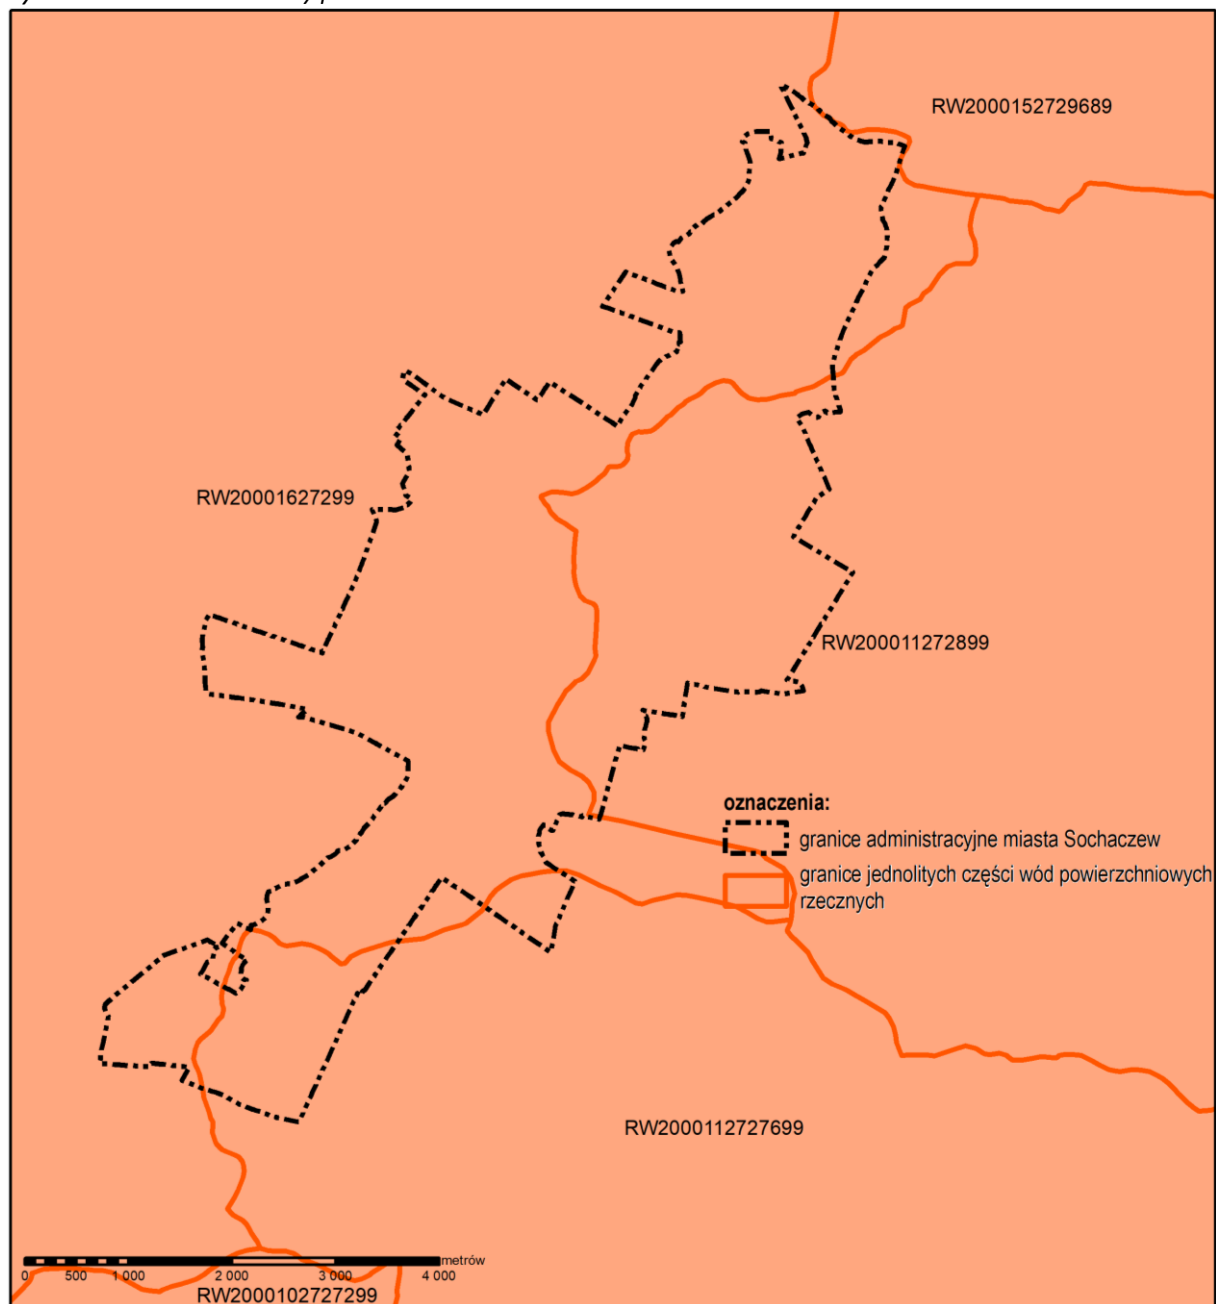 RW2000152729689
RW20001627299
RW200011272899
oznaczenia:
granice administracyjne miasta Sochaczew
granice jednolitych części wód powierzchniowych
rzecznych
RW2000112727699
metrów
0 500 1 000 2 000 3 000 4 000
RW2000102727299